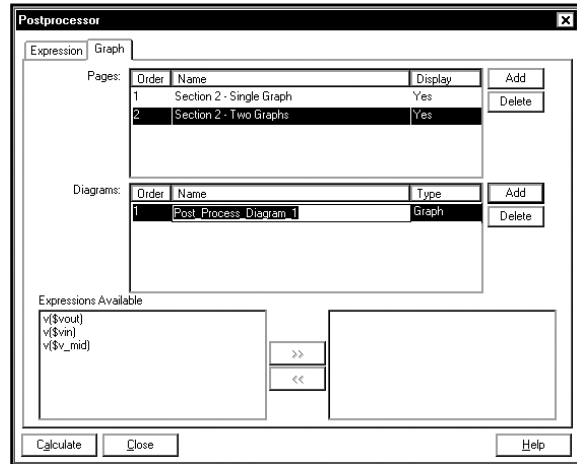 Postprocessor
Expression Graph
Pages: Order Name Display Add
1 Section 2 - Single Graph Yes Delete
2 Section 2 - Two Graphs Yes
Diagrams: Order Name Type Add
1 Post_Process_Diagram_1 Graph Delete
Expressions Available
v($vout)
v($vin)
v($v_mid)
>>
<<
Calculate Close Help